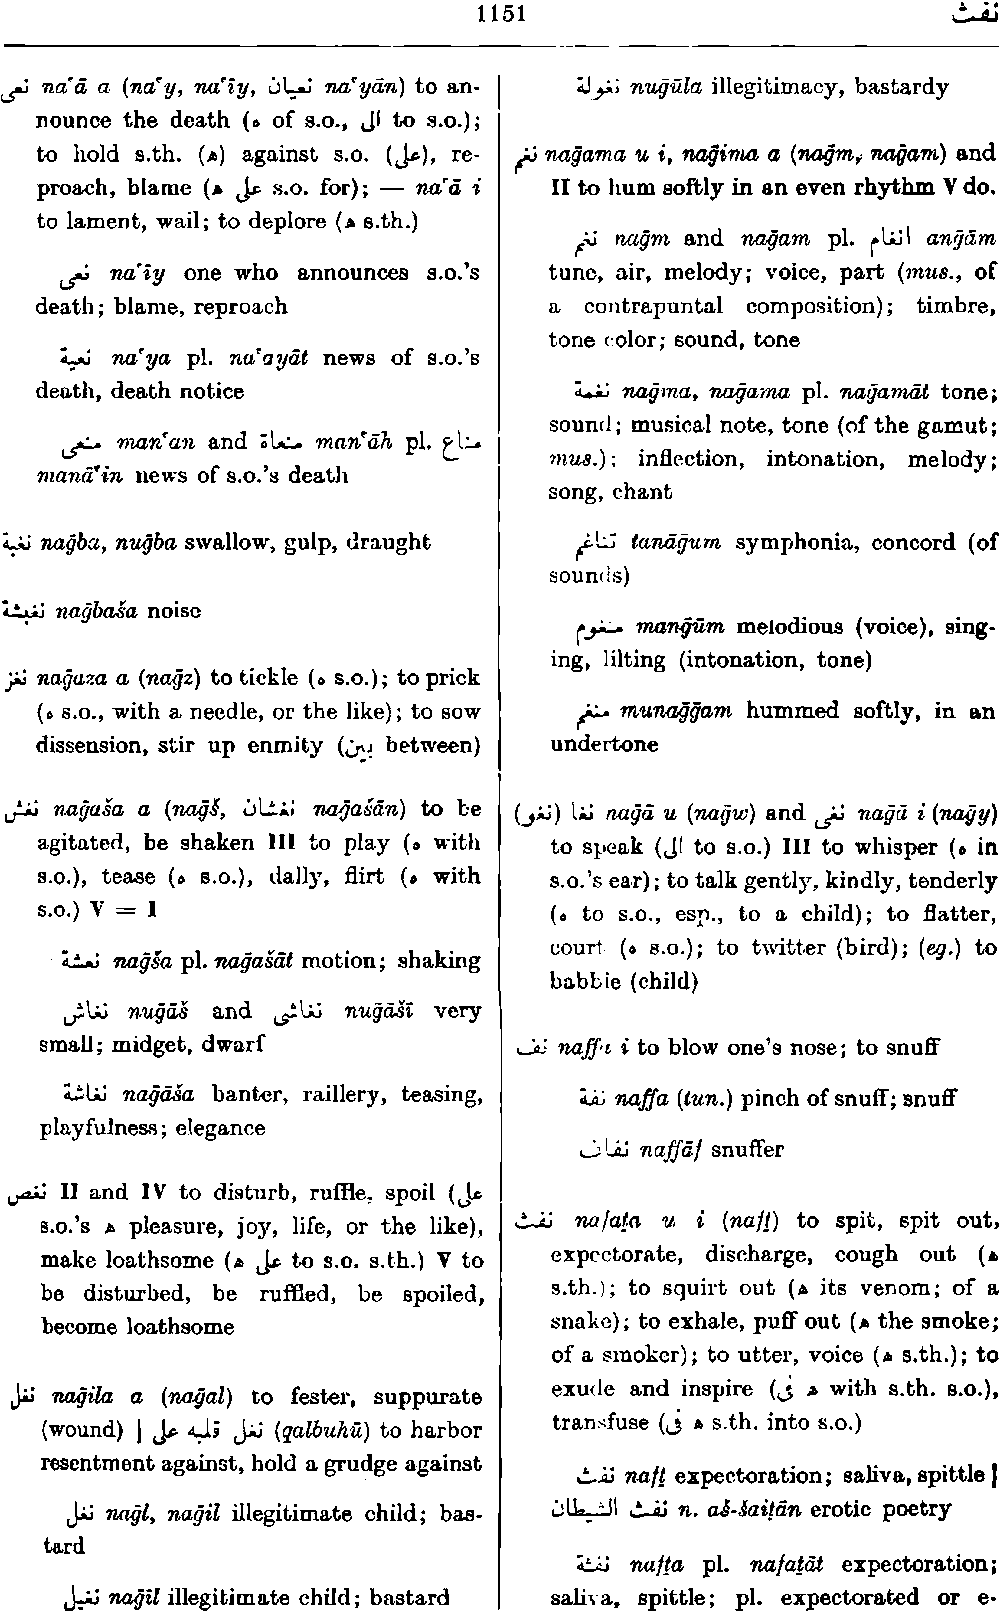 1151
نفث
نعى naʿā a (naʿy, naʿīy, نعيان naʿyān) to an-
nounce the death (ه of s.o., الى to s.o.);
to hold s.th. (ﻫ) against s.o. (على), re-
proach, blame (ﻫ على s.o. for); — naʿā i
to lament, wail; to deplore (ﻫ s.th.)
نعى naʿīy one who announces s.o.'s
death; blame, reproach
نعية naʿya pl. naʿayāt news of s.o.'s
death, death notice
منعى manʿan and منعاة manʿāh pl. مناع
manāʿin news of s.o.'s death
نغبة naḡba, nuḡba swallow, gulp, draught
نغبشة naḡbaša noise
نغز naḡaza a (naḡz) to tickle (ه s.o.); to prick
(ه s.o., with a needle, or the like); to sow
dissension, stir up enmity (بين between)
نغش naḡaša a (naḡš, نغشان naḡašān) to be
agitated, be shaken III to play (ه with
s.o.), tease (ه s.o.), dally, flirt (ه with
s.o.) V = I
نغشة naḡša pl. naḡašāt motion; shaking
نغاش nuḡāš and نغاشى nuḡāšī very
small; midget, dwarf
نغاشة naḡāša banter, raillery, teasing,
playfulness; elegance
نغص II and IV to disturb, ruffle, spoil (على
s.o.'s ﻫ pleasure, joy, life, or the like),
make loathsome (ﻫ على to s.o. s.th.) V to
be disturbed, be ruffled, be spoiled,
become loathsome
نغل naḡila a (naḡal) to fester, suppurate
(wound) | نغل قلبه على (qalbuhū) to harbor
resentment against, hold a grudge against
نغل naḡl, naḡil illegitimate child; bas-
tard
نغيل naḡīl illegitimate child; bastard
نغولة nuḡūla illegitimacy, bastardy
نغم naḡama u i, naḡima a (naḡm, naḡam) and
II to hum softly in an even rhythm V do.
نغم naḡm and naḡam pl. انغام anḡām
tune, air, melody; voice, part (mus., of
a contrapuntal composition); timbre,
tone color; sound, tone
نغمة naḡma, naḡama pl. naḡamāt tone;
sound; musical note, tone (of the gamut;
mus.); inflection, intonation, melody;
song, chant
تناغم tanāḡum symphonia, concord (of
sounds)
منغوم manḡūm melodious (voice), sing-
ing, lilting (intonation, tone)
منغم munaḡḡam hummed softly, in an
undertone
(نغو) نغا naḡā u (naḡw) and نغى naḡā i (naḡy)
to speak (الى to s.o.) III to whisper (ه in
s.o.'s ear); to talk gently, kindly, tenderly
(ه to s.o., esp., to a child); to flatter,
court (ه s.o.); to twitter (bird); (eg.) to
babble (child)
نف naffa i to blow one's nose; to snuff
نفة naffa (tun.) pinch of snuff; snuff
نفاف naffāf snuffer
نفث nafaṯa u i (nafṯ) to spit, spit out,
expectorate, discharge, cough out (ﻫ
s.th.); to squirt out (ﻫ its venom; of a
snake); to exhale, puff out (ﻫ the smoke;
of a smoker); to utter, voice (ﻫ s.th.); to
exude and inspire (ﻫ فى with s.th. s.o.),
transfuse (ﻫ فى s.th. into s.o.)
نفث nafṯ expectoration; saliva, spittle |
نفث الشيطان n. aš-šaiṭān erotic poetry
نفثة nafṯa pl. nafaṯāt expectoration;
saliva, spittle; pl. expectorated or e-